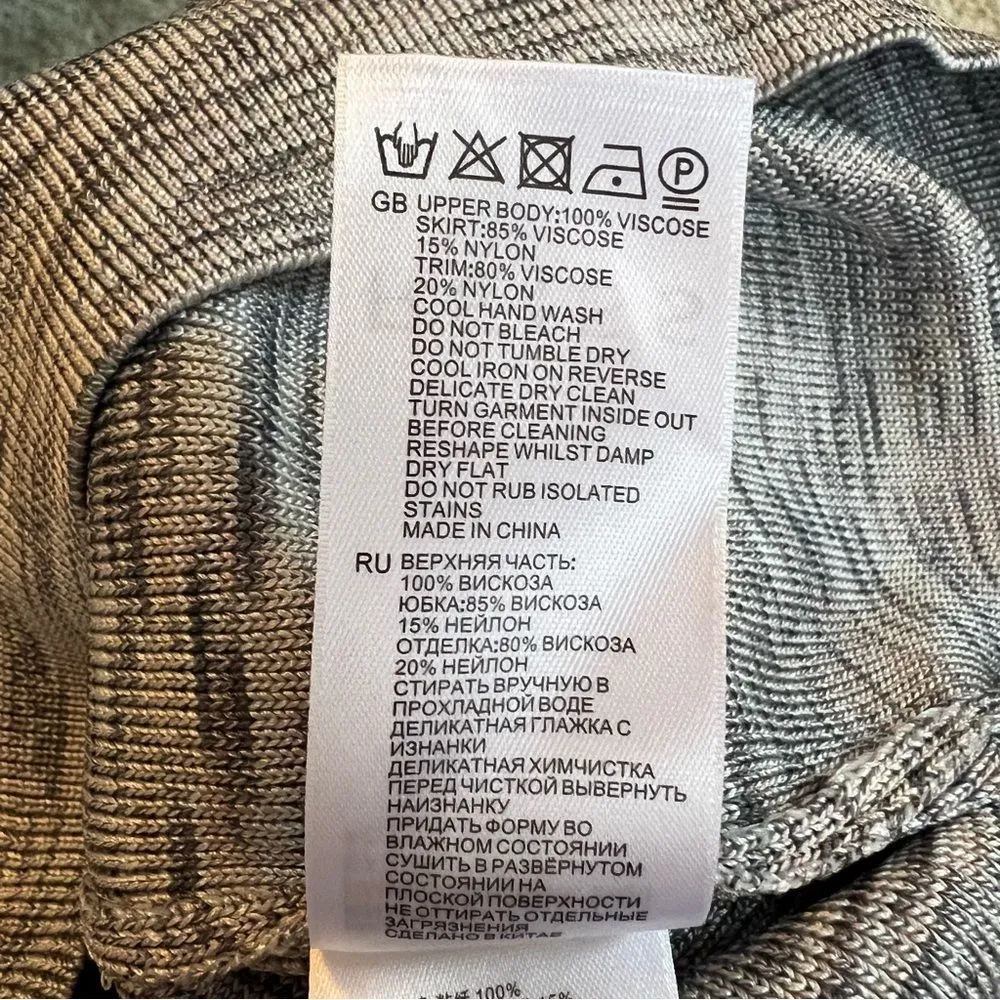 P
GB UPPER BODY:100% VISCOSE
SKIRT:85% VISCOSE
15% NYLON
TRIM:80% VISCOSE
20% NYLON
COOL HAND WASH
DO NOT BLEACH
DO NOT TUMBLE DRY
COOL IRON ON REVERSE
DELICATE DRY CLEAN
TURN GARMENT INSIDE OUT
BEFORE CLEANING
RESHAPE WHILST DAMP
DRY FLAT
DO NOT RUB ISOLATED
STAINS
MADE IN CHINA
RU ВЕРХНЯЯ ЧАСТЬ:
100% ВИСКОЗА
ЮБКА:85% ВИСКОЗА
15% НЕЙЛОН
ОТДЕЛКА:80% ВИСКОЗА
20% НЕЙЛОН
СТИРАТЬ ВРУЧНУЮ В
ПРОХЛАДНОЙ ВОДЕ
ДЕЛИКАТНАЯ ГЛАЖКА С
ИЗНАНКИ
ДЕЛИКАТНАЯ ХИМЧИСТКА
ПЕРЕД ЧИСТКОЙ ВЫВЕРНУТЬ
НАИЗНАНКУ
ПРИДАТЬ ФОРМУ ВО
ВЛАЖНОМ СОСТОЯНИИ
СУШИТЬ В РАЗВЁРНУТОМ
СОСТОЯНИИ НА
ПЛОСКОЙ ПОВЕРХНОСТИ
НЕ ОТТИРАТЬ ОТДЕЛЬНЫЕ
ЗАГРЯЗНЕНИЯ
СДЕЛАНО В КИТАЕ
100%